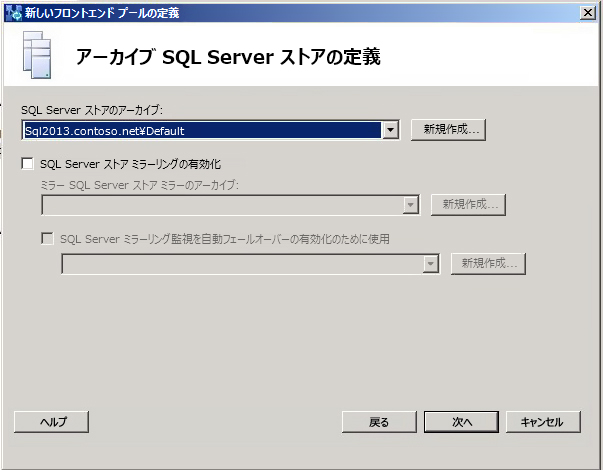 新しいフロントエンド プールの定義
アーカイブ SQL Server ストアの定義
SQL Server ストアのアーカイブ:
Sql2013.contoso.net¥Default
新規作成...
SQL Server ストア ミラーリングの有効化
ミラー SQL Server ストア ミラーのアーカイブ:
新規作成...
SQL Server ミラーリング監視を自動フェールオーバーの有効化のために使用
新規作成...
ヘルプ
戻る
次へ
キャンセル